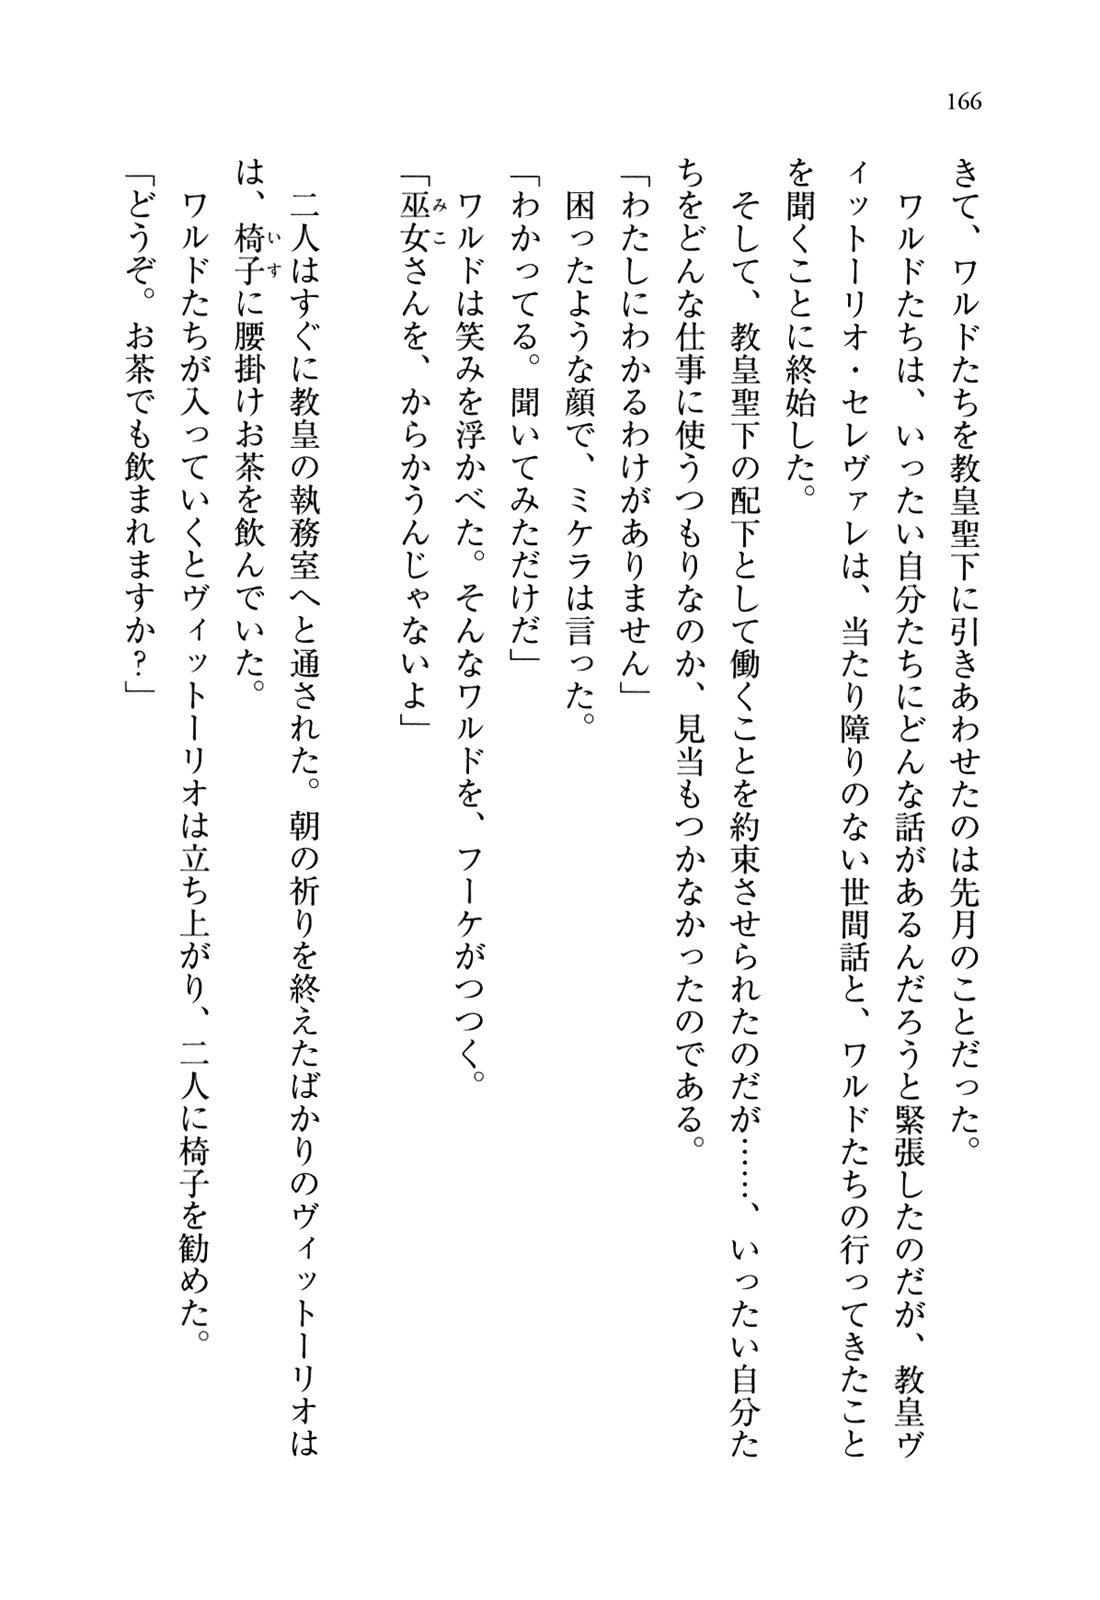 166
きて、ワルドたちを教皇聖下に引きあわせたのは先月のことだった。
ワルドたちは、いったい自分たちにどんな話があるんだろうと緊張したのだが、教皇ヴ
ィットーリオ・セレヴァレは、当たり障りのない世間話と、ワルドたちの行ってきたこと
を聞くことに終始した。
そして、教皇聖下の配下として働くことを約束させられたのだが……、いったい自分た
ちをどんな仕事に使うつもりなのか、見当もつかなかったのである。
「わたしにわかるわけがありません」
困ったような顔で、ミケラは言った。
「わかってる。聞いてみただけだ」
ワルドは笑みを浮かべた。そんなワルドを、フーケがつつく。
「巫女さんを、からかうんじゃないよ」
二人はすぐに教皇の執務室へと通された。朝の祈りを終えたばかりのヴィットーリオは
は、椅子に腰掛けお茶を飲んでいた。
ワルドたちが入っていくとヴィットーリオは立ち上がり、二人に椅子を勧めた。
「どうぞ。お茶でも飲まれますか？」